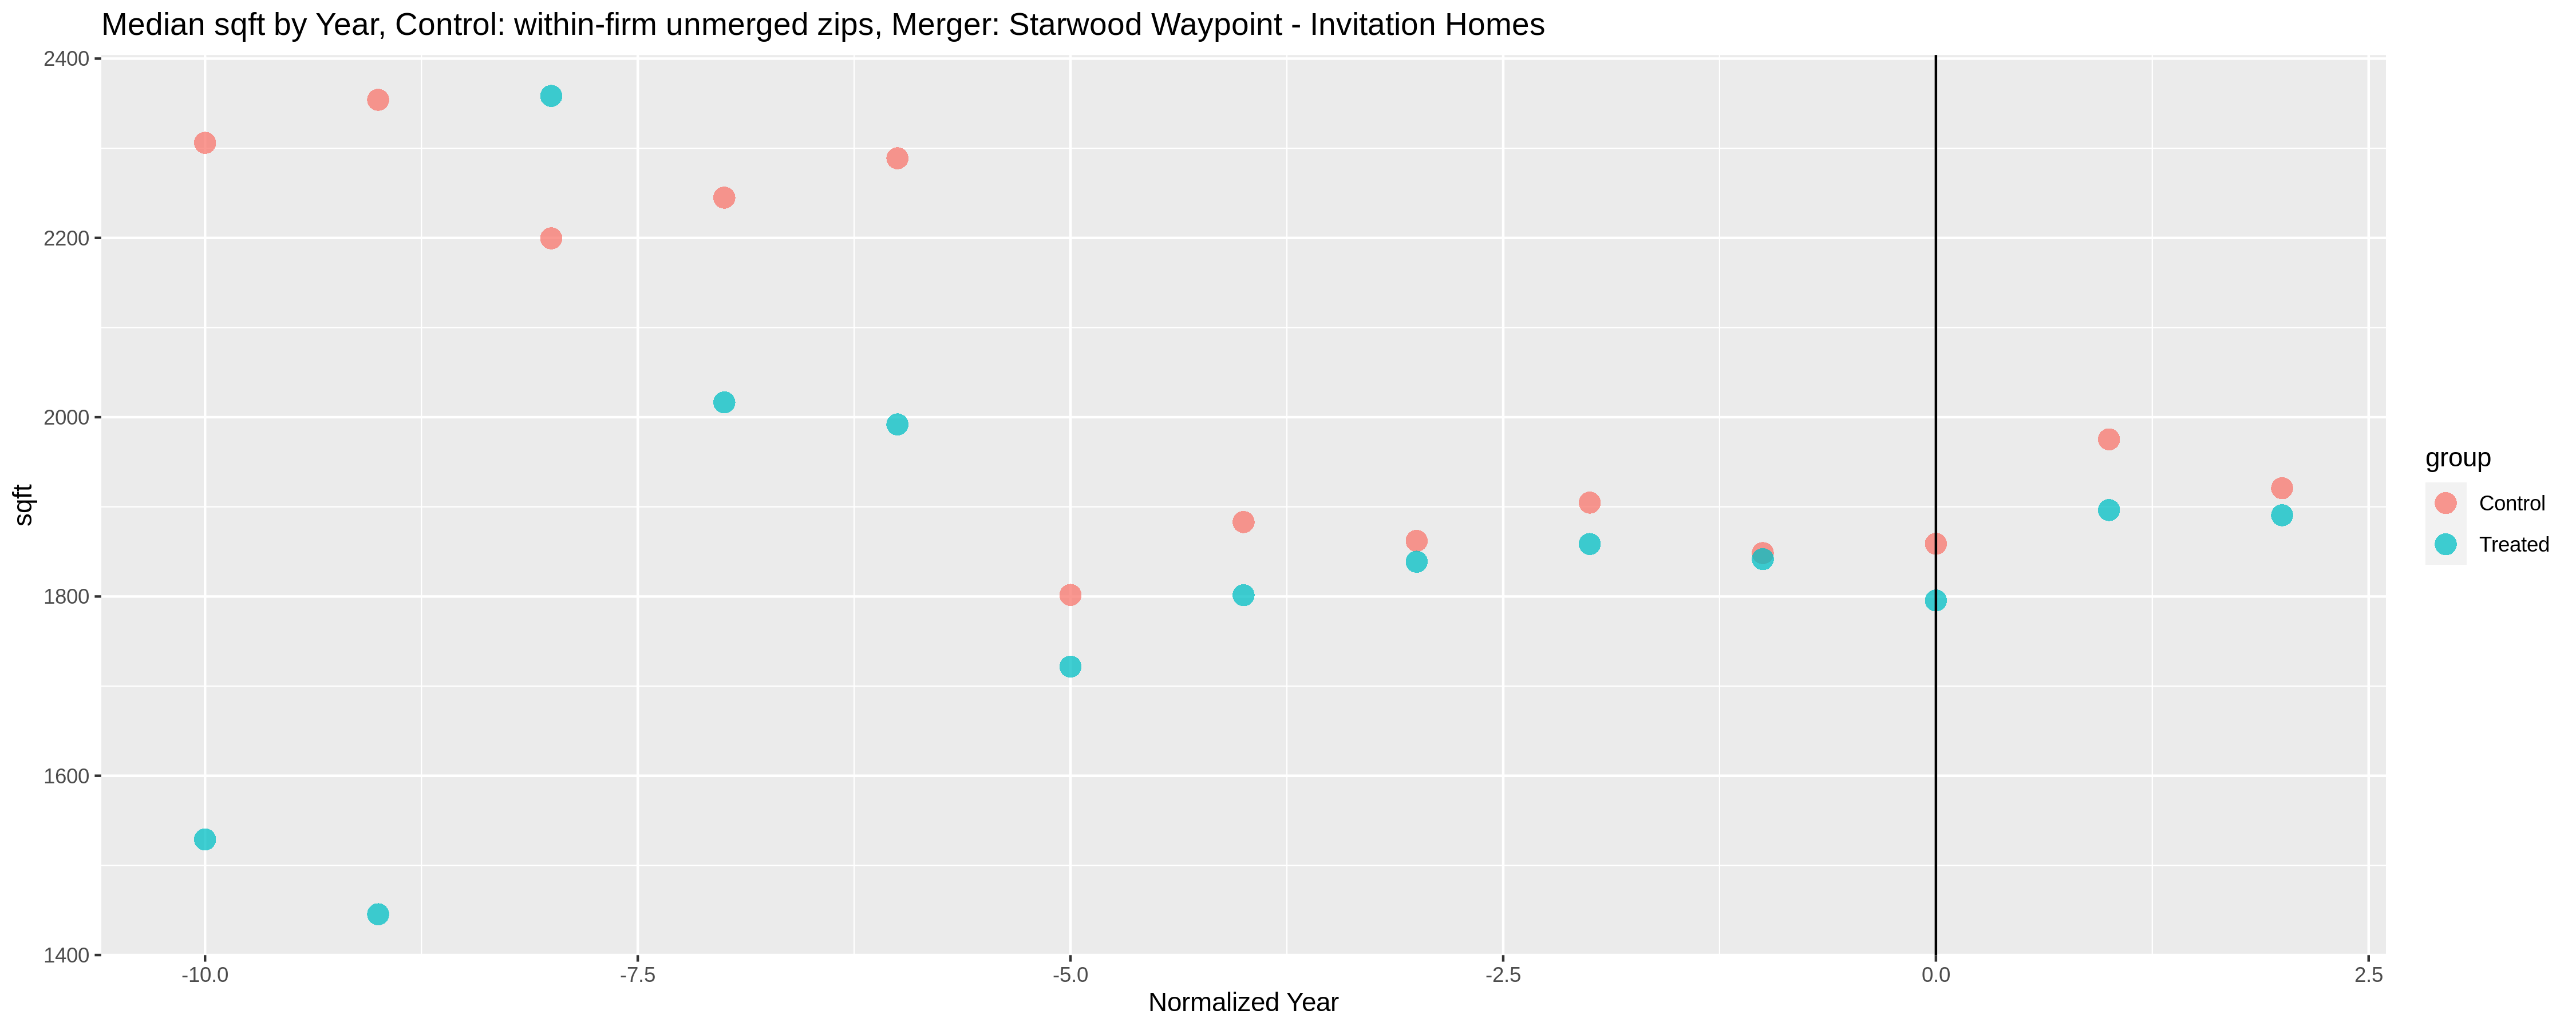 Median sqft by Year, Control: within-firm unmerged zips, Merger: Starwood Waypoint - Invitation Homes
2400
2200
2000
1800
1600
1400
sqft
-10.0
-7.5
-5.0
-2.5
0.0
2.5
Normalized Year
group
Control
Treated